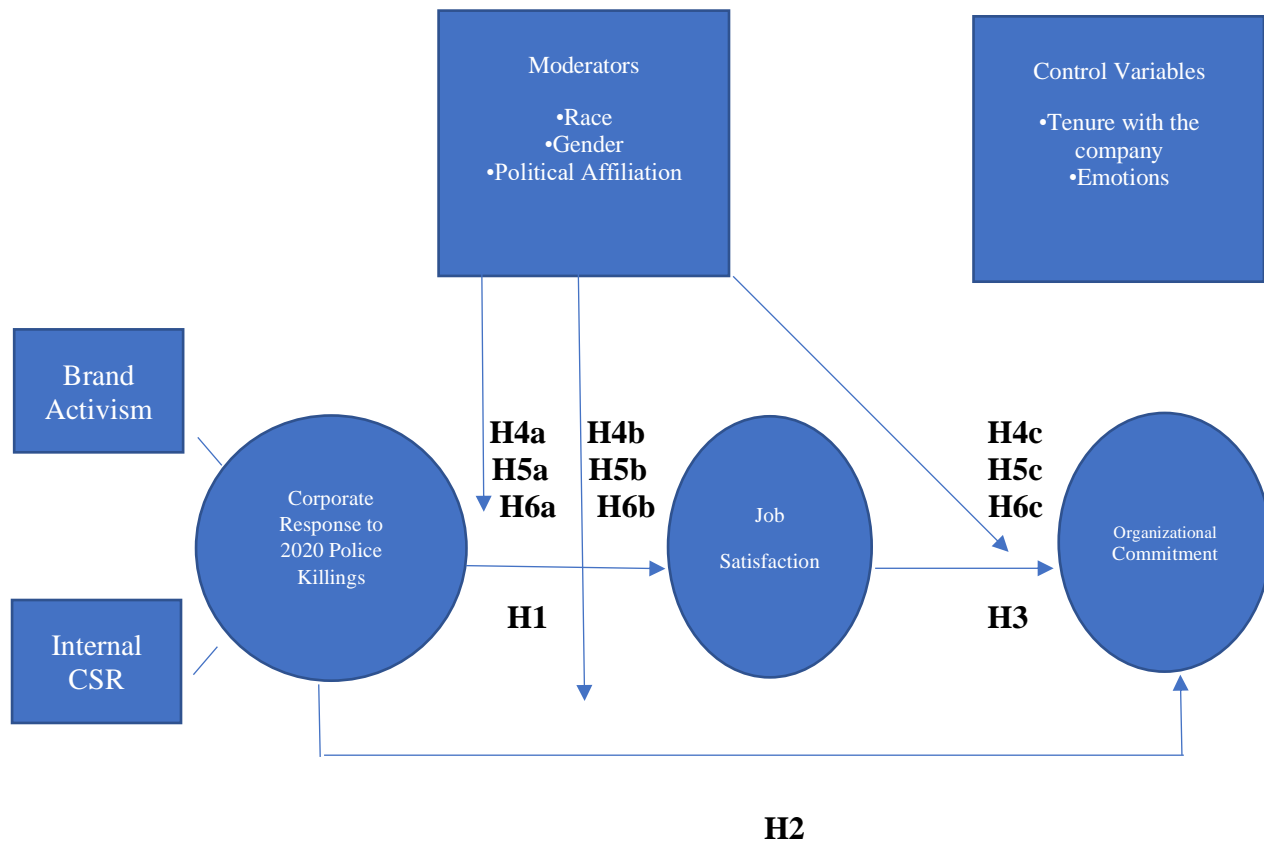 Moderators
•Race
•Gender
•Political Affiliation
Control Variables
•Tenure with the
company
•Emotions
Brand
Activism
Internal
CSR
Corporate
Response to
2020 Police
Killings
H4a
H5a
H6a
H4b
H5b
H6b
H1
Job
Satisfaction
H4c
H5c
H6c
H3
Organizational
Commitment
H2